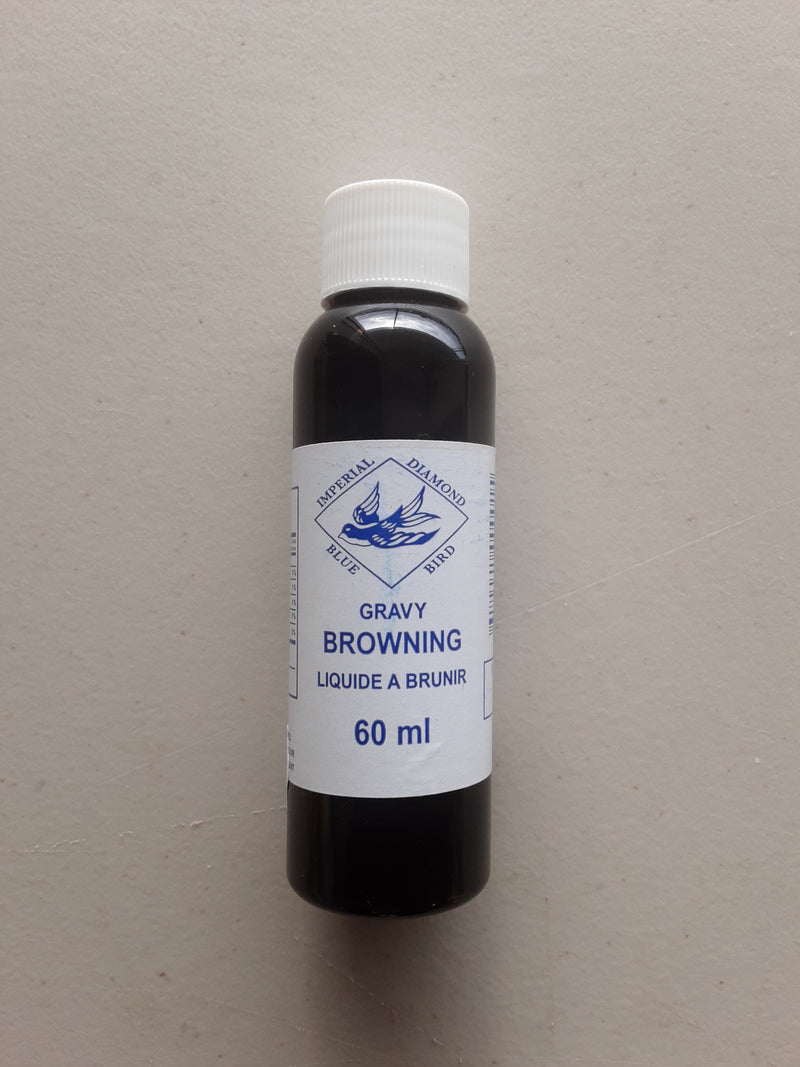 IMPERIAL DIAMOND
BLUE BIRD
GRAVY
BROWNING
LIQUIDE A BRUNIR
60 ml